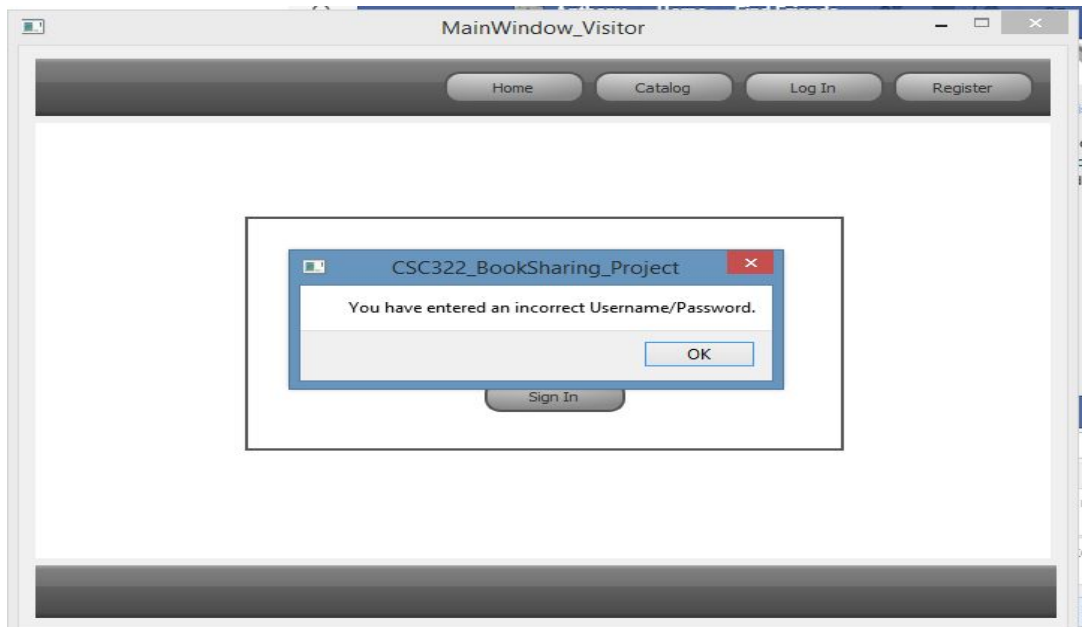 MainWindow_Visitor
Home Catalog Log In Register
CSC322_BookSharing_Project
You have entered an incorrect Username/Password.
OK
Sign In